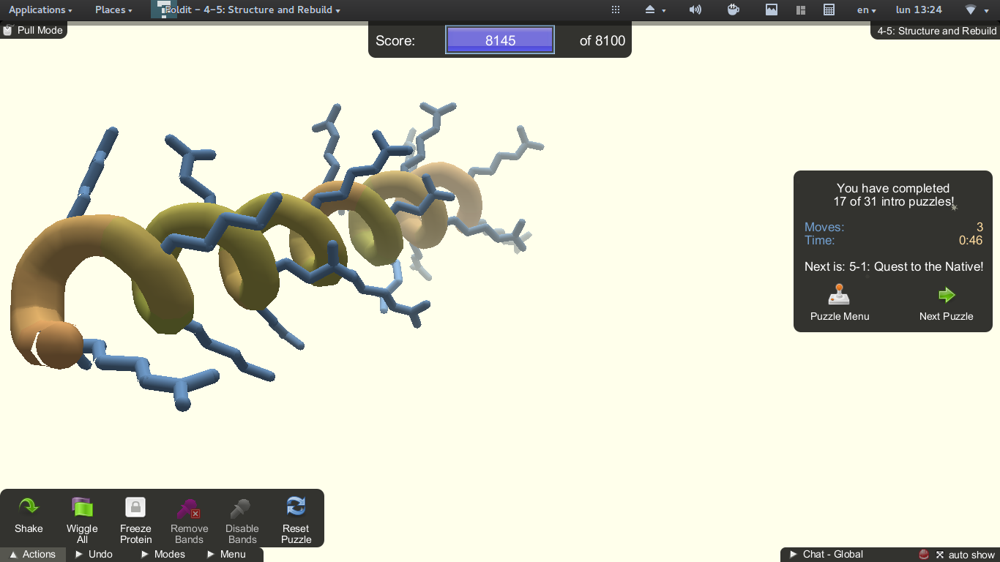 Applications Places Foldit – 4–5: Structure and Rebuild en lun 13:24
Pull Mode
4-5: Structure and Rebuild
Score: 8145 of 8100
You have completed
17 of 31 intro puzzles!
Moves: 3
Time: 0:46
Next is: 5-1: Quest to the Native!
Puzzle Menu Next Puzzle
Shake Wiggle All Freeze Protein Remove Bands Disable Bands Reset Puzzle
Actions Undo Modes Menu
Chat - Global auto show